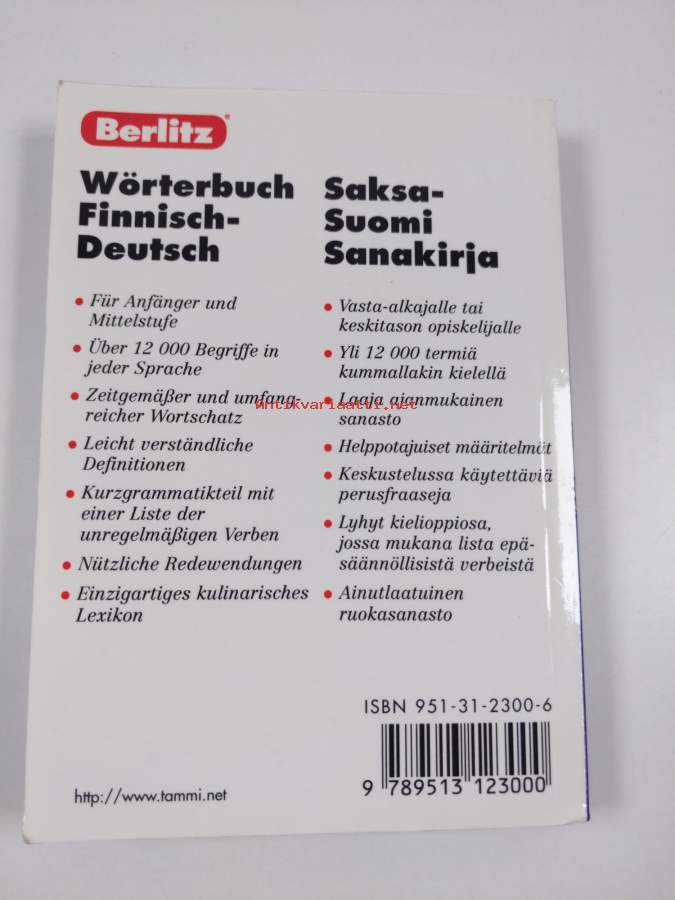 Berlitz
Wörterbuch
Finnisch-
Deutsch
• Für Anfänger und
Mittelstufe
• Über 12 000 Begriffe in
jeder Sprache
• Zeitgemäßer und umfang-
reicher Wortschatz
• Leicht verständliche
Definitionen
• Kurzgrammatikteil mit
einer Liste der
unregelmäßigen Verben
• Nützliche Redewendungen
• Einzigartiges kulinarisches
Lexikon
Saksa-
Suomi
Sanakirja
• Vasta-alkajalle tai
keskitason opiskelijalle
• Yli 12 000 termiä
kummallakin kielellä
• Laaja ajanmukainen
sanasto
• Helppotajuiset määritelmät
• Keskustelussa käytettäviä
perusfraaseja
• Lyhyt kielioppiosa,
jossa mukana lista epä-
säännöllisistä verbeistä
• Ainutlaatuinen
ruokasanasto
Antikvariaatti.net
ISBN 951-31-2300-6
9 789513 123000
http://www.tammi.net